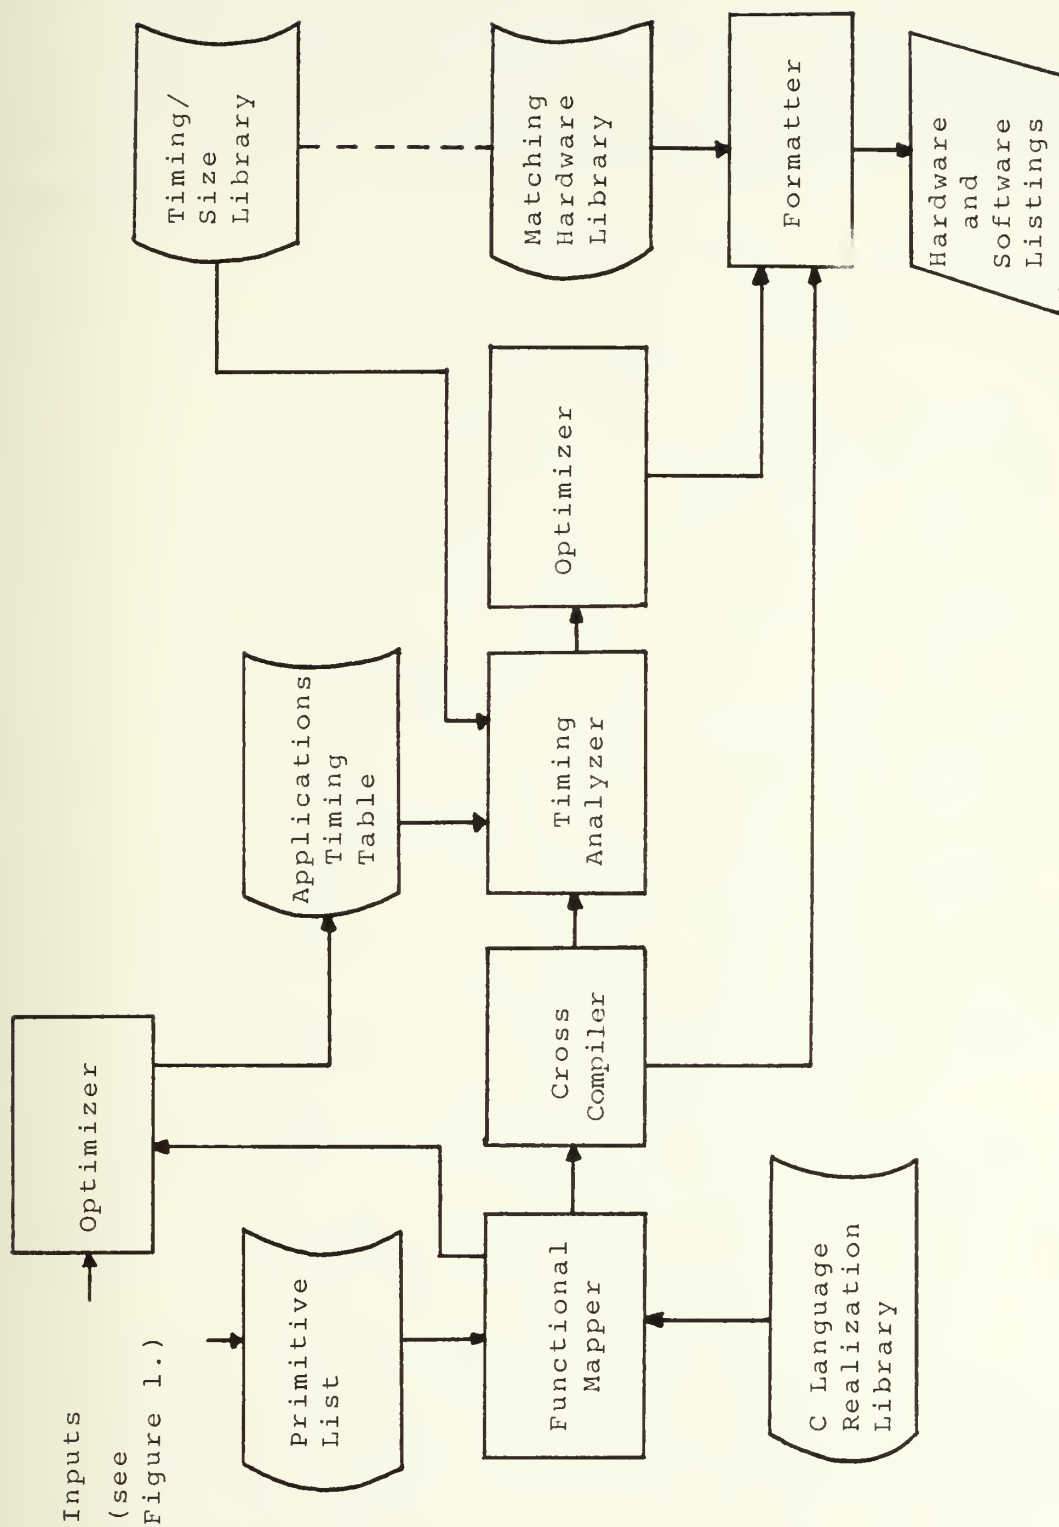 Inputs
(see
Figure 1.)
Optimizer
Primitive
List
Applications
Timing
Table
Timing/
Size
Library
Functional
Mapper
Cross
Compiler
Timing
Analyzer
Optimizer
Matching
Hardware
Library
C Language
Realization
Library
Formatter
Hardware
and
Software
Listings